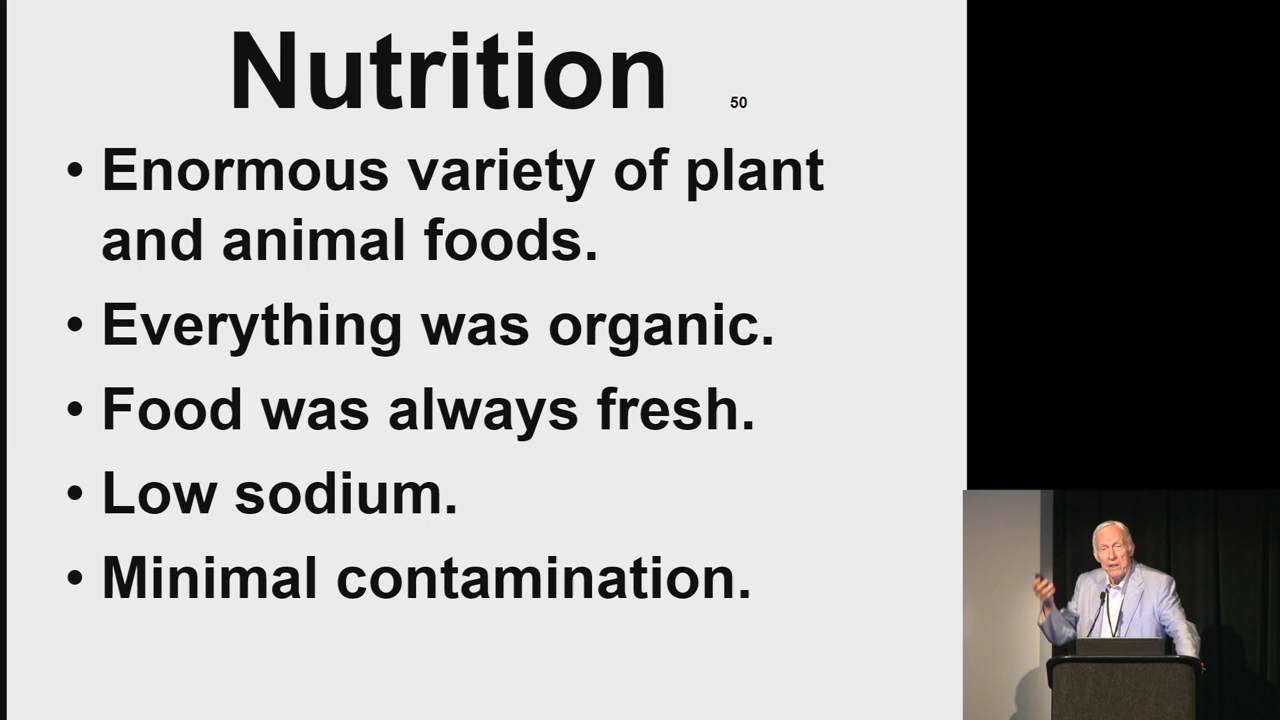 Nutrition 50
• Enormous variety of plant
and animal foods.
• Everything was organic.
• Food was always fresh.
• Low sodium.
• Minimal contamination.